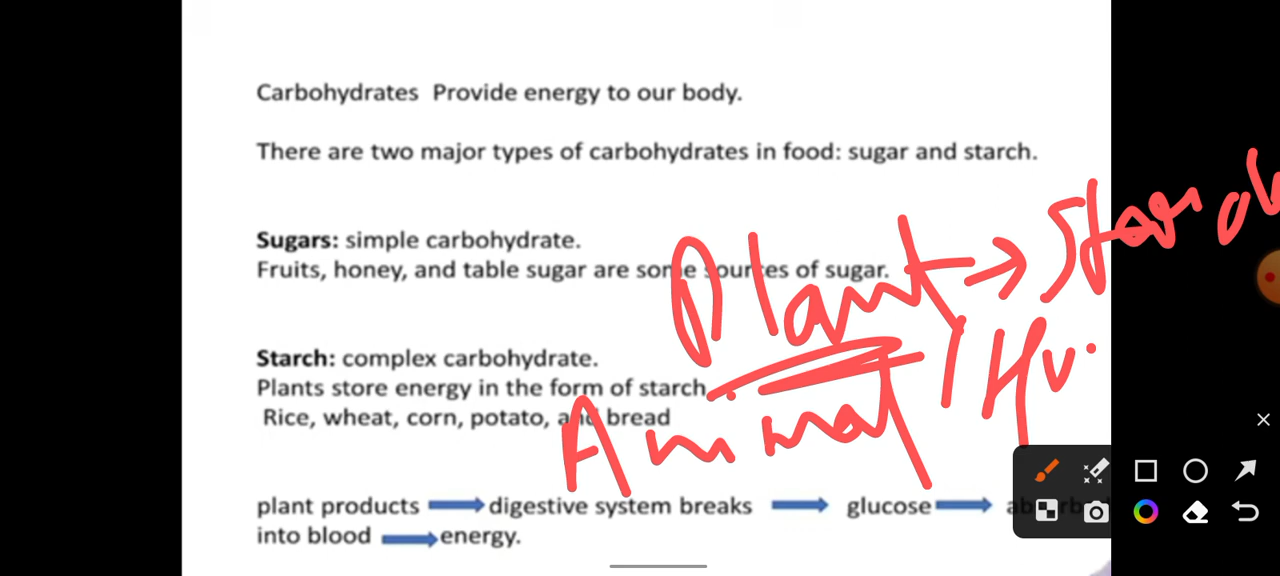 Carbohydrates Provide energy to our body.
There are two major types of carbohydrates in food: sugar and starch.
Sugars: simple carbohydrate.
Fruits, honey, and table sugar are some sources of sugar.
Plant → Starch
Starch: complex carbohydrate.
Plants store energy in the form of starch.
Rice, wheat, corn, potato, and bread
Animal / Hu
plant products → digestive system breaks → glucose →
into blood → energy.